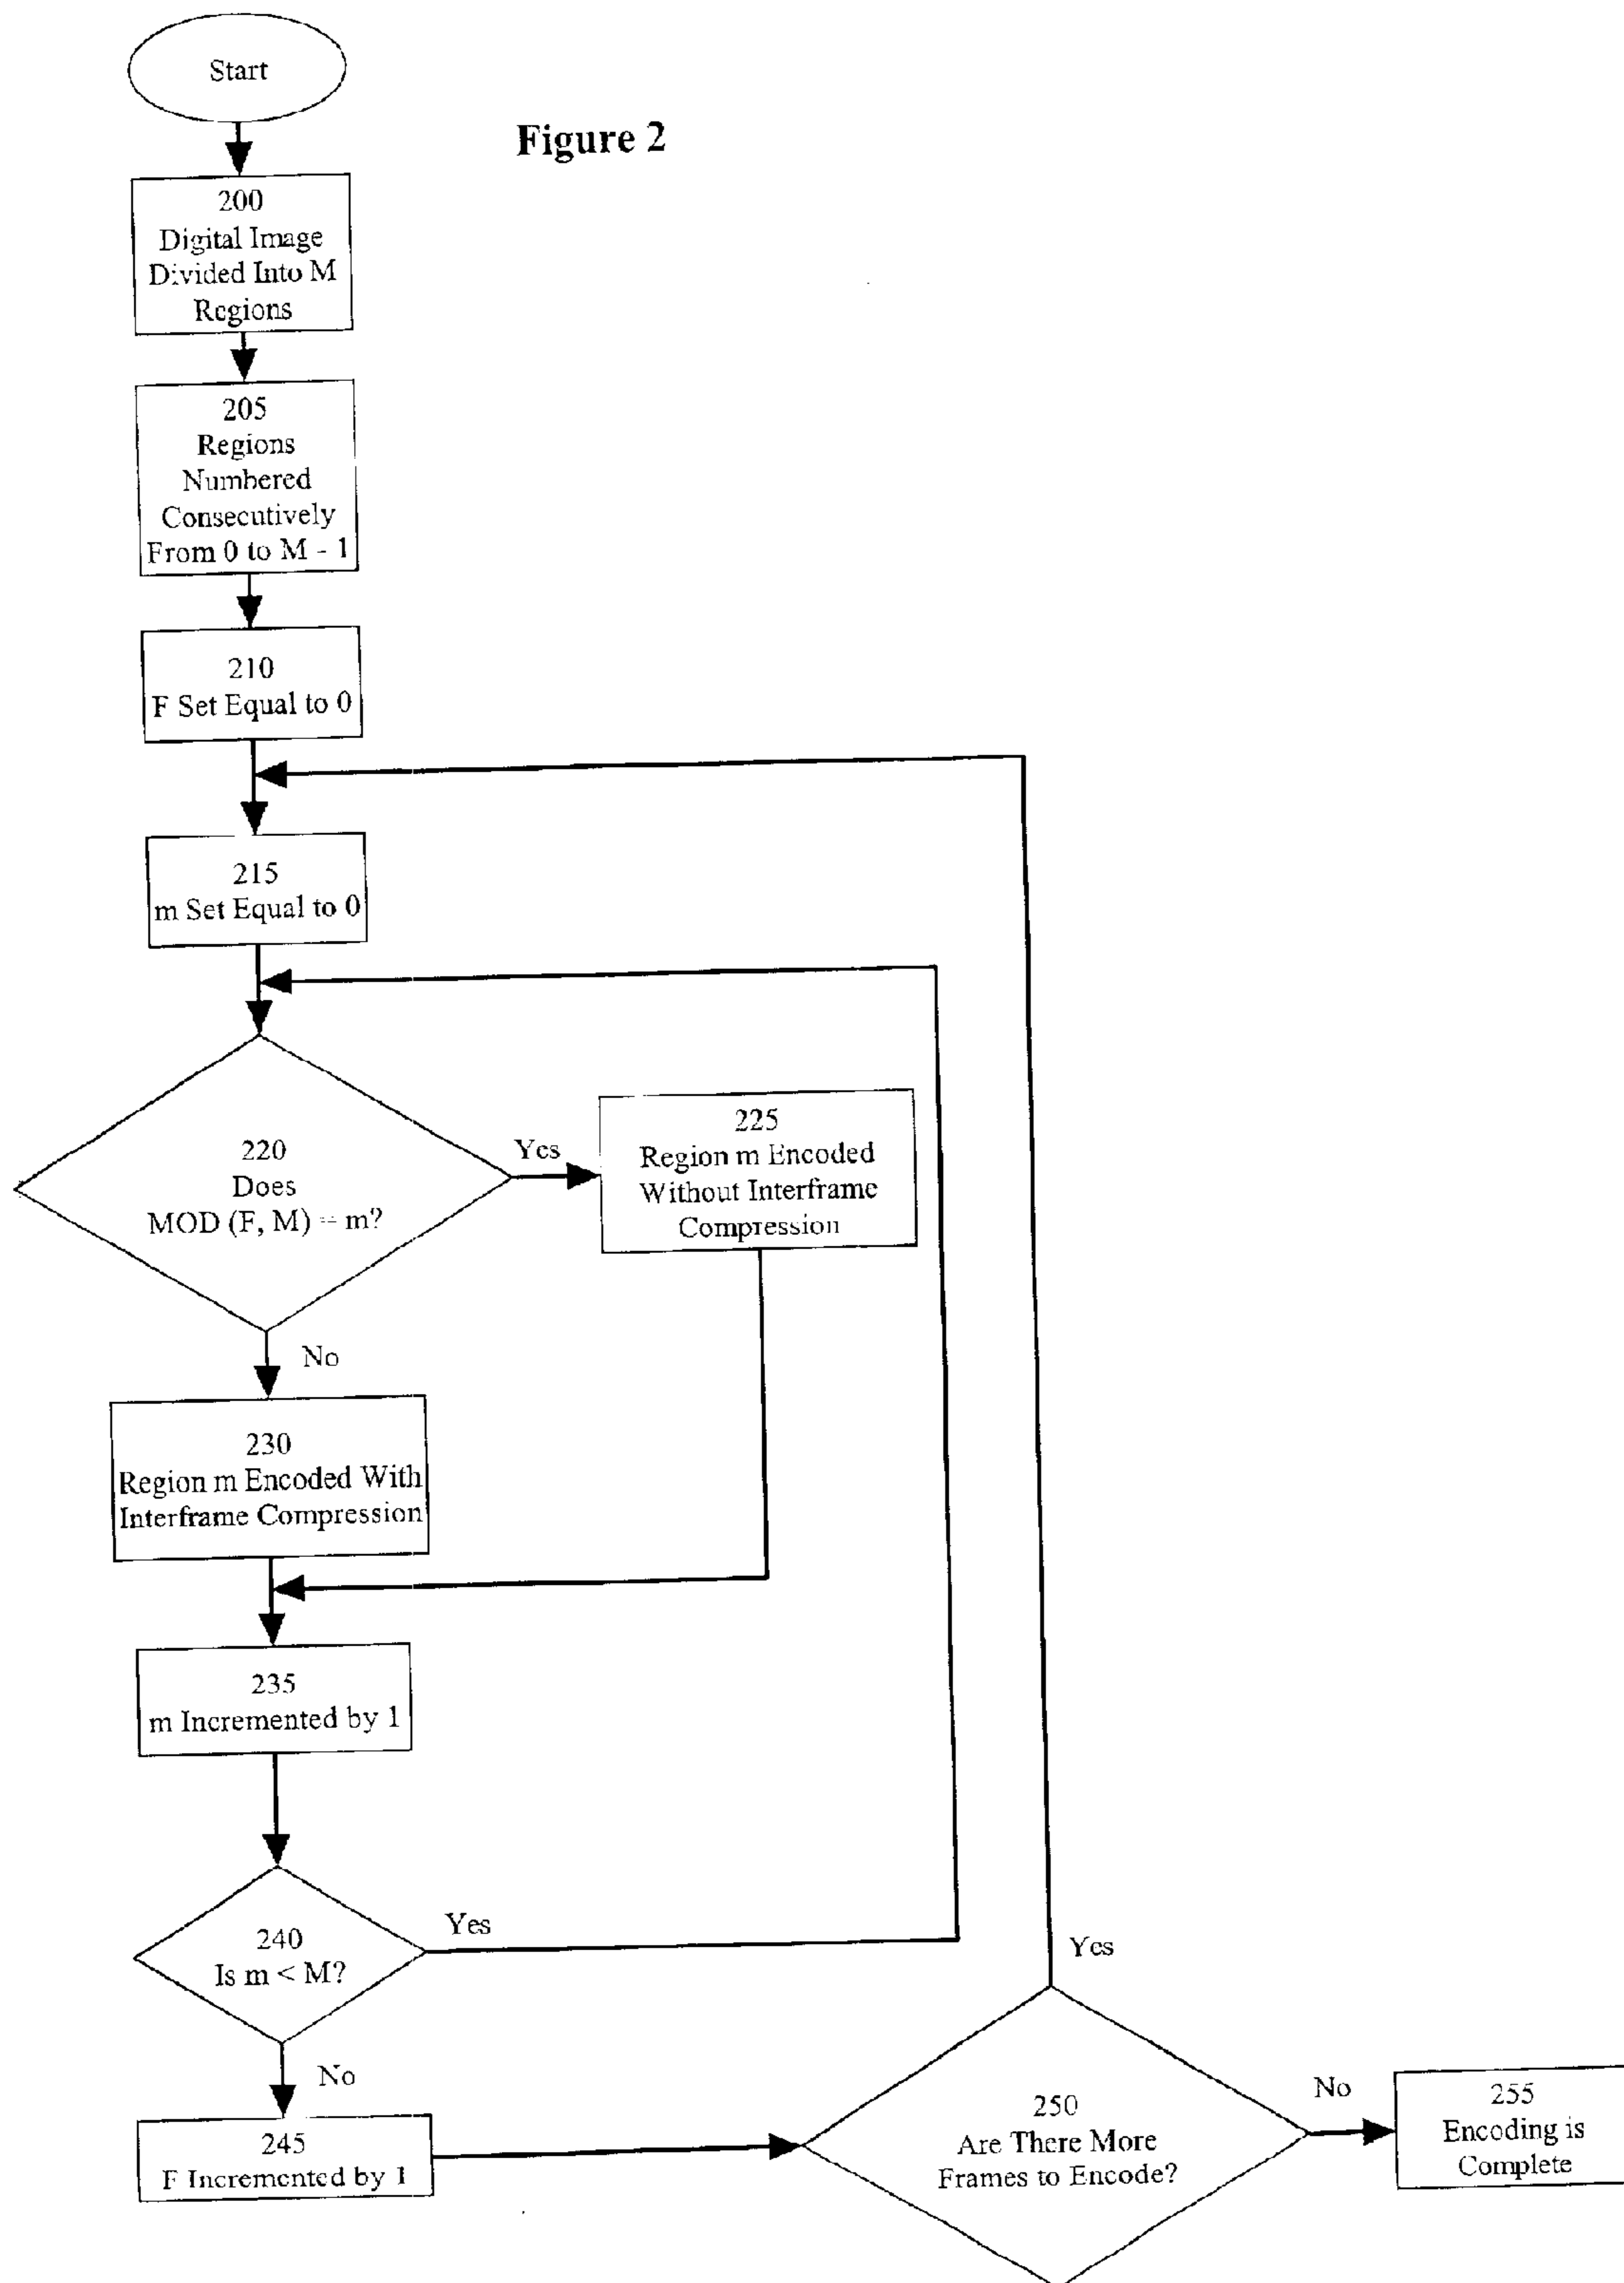 Start
Figure 2
200
Digital Image
Divided Into M
Regions
205
Regions
Numbered
Consecutively
From 0 to M - 1
210
F Set Equal to 0
215
m Set Equal to 0
220
Does
MOD (F, M) = m?
Yes
225
Region m Encoded
Without Interframe
Compression
No
230
Region m Encoded With
Interframe Compression
235
m Incremented by 1
240
Is m < M?
Yes
No
245
F Incremented by 1
250
Are There More
Frames to Encode?
Yes
No
255
Encoding is
Complete